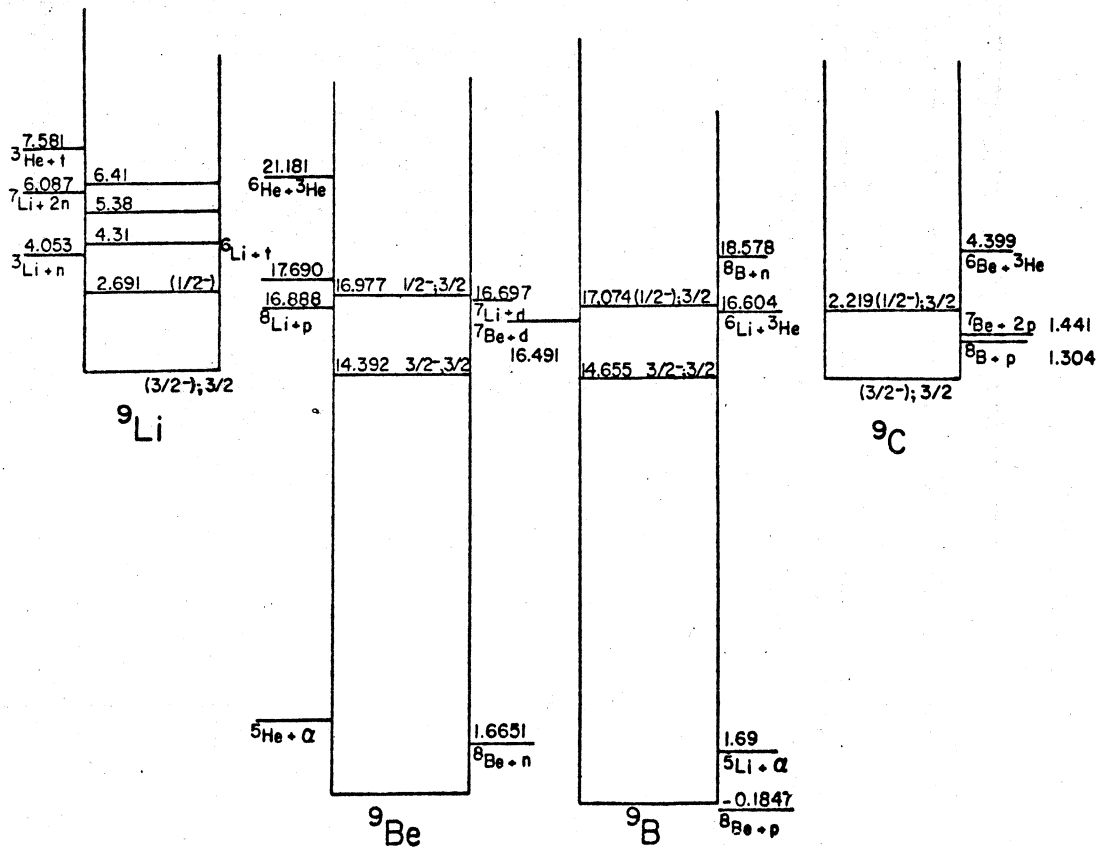 7.581
³He + t
6.41
6.087
⁷Li + 2n
5.38
4.31
4.053
³Li + n
2.691 (1/2-)
(3/2-); 3/2
⁹Li
21.181
⁶He + ³He
⁶Li + t
17.690
16.977 1/2-; 3/2
16.888
⁸Li + p
16.697
⁷Li + d
14.392 3/2-; 3/2
⁵He + α
1.6651
⁸Be + n
⁹Be
⁷Be + d
16.491
18.578
⁸B + n
17.074 (1/2-); 3/2
16.604
⁶Li + ³He
14.655 3/2-; 3/2
1.69
⁵Li + α
-0.1847
⁸Be + p
⁹B
4.399
⁶Be + ³He
2.219 (1/2-); 3/2
⁷Be + 2p 1.441
⁸B + p 1.304
(3/2-); 3/2
⁹C